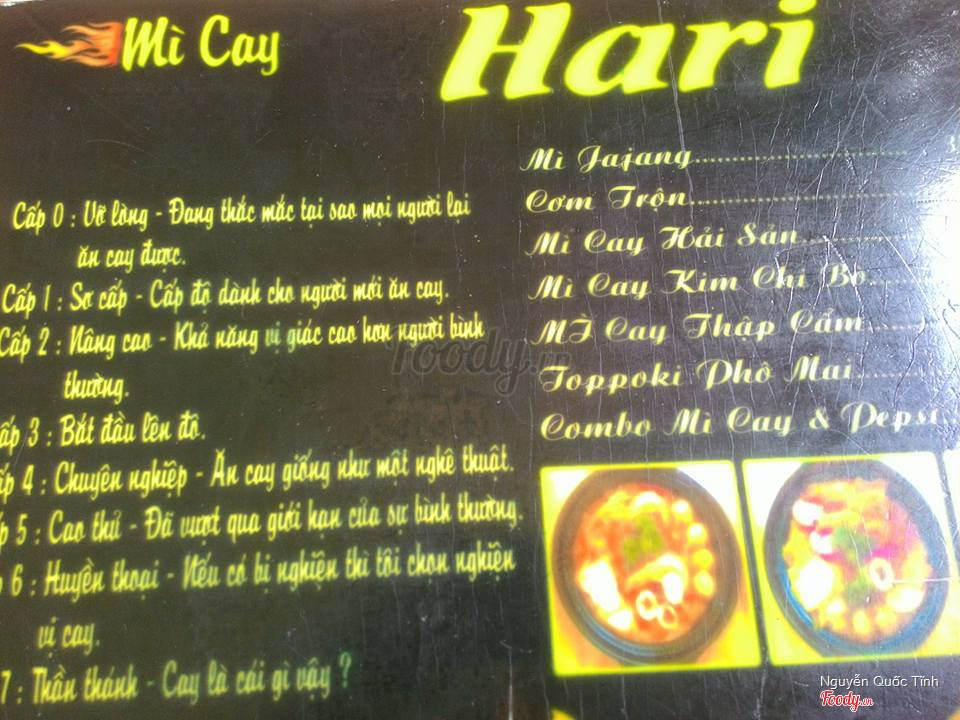 Mì Cay
Hari
Cấp 0 : Vỡ lòng - Đang thắc mắc tại sao mọi người lại
ăn cay được.
Cấp 1 : Sơ cấp - Cấp độ dành cho người mới ăn cay.
Cấp 2 : Nâng cao - Khả năng vị giác cao hơn người bình
thường.
ấp 3 : Bắt đầu lên đô.
ấp 4 : Chuyên nghiệp - Ăn cay giống như một nghê thuật.
p 5 : Cao thủ - Đã vượt qua giới hạn của sự bình thường.
6 : Huyền thoại - Nếu có bị nghiện thì tôi chọn nghiện
vị cay.
7 : Thần thánh - Cay là cái gì vậy ?
Mì Jajang
Cơm Trộn
Mì Cay Hải Sản
Mì Cay Kim Chi Bò
MÌ Cay Thập Cẩm
Toppoki Phô Mai
Combo Mì Cay & Pepsi
Foody.vn
Nguyễn Quốc Tĩnh
Foody.vn